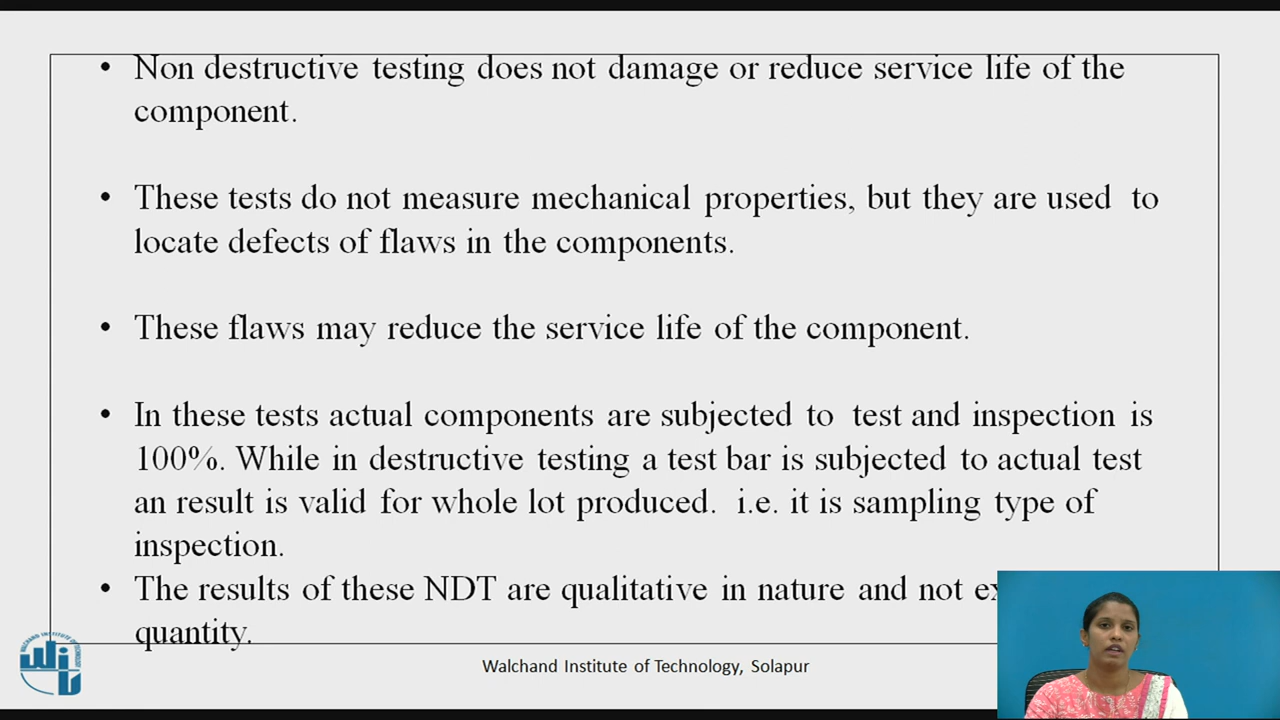 • Non destructive testing does not damage or reduce service life of the
component.
• These tests do not measure mechanical properties, but they are used to
locate defects of flaws in the components.
• These flaws may reduce the service life of the component.
• In these tests actual components are subjected to test and inspection is
100%. While in destructive testing a test bar is subjected to actual test
an result is valid for whole lot produced. i.e. it is sampling type of
inspection.
• The results of these NDT are qualitative in nature and not
quantity.
Walchand Institute of Technology, Solapur